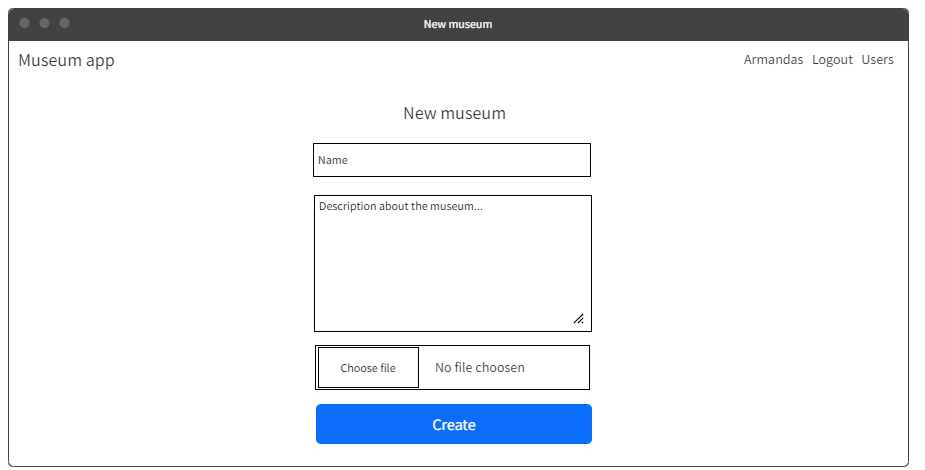 New museum
Museum app
Armandas Logout Users
New museum
Name
Description about the museum...
Choose file No file choosen
Create